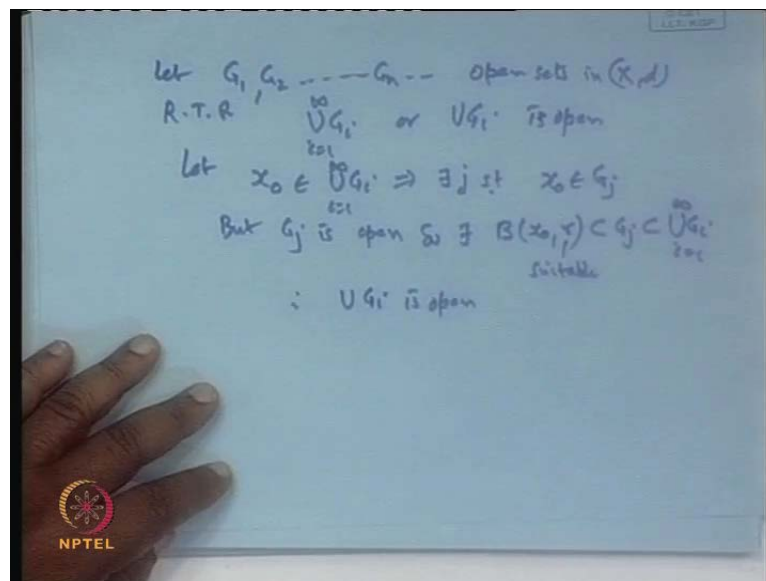 Let G₁, G₂ ----- Gₙ -- open sets in (X, d)
R.T.P ∞⋃i=1 Gᵢ or ∪Gᵢ is open
Let x₀ ∈ ∞⋃i=1 Gᵢ ⇒ ∃ j s.t. x₀ ∈ Gⱼ
But Gⱼ is open so ∃ B(x₀, r) ⊂ Gⱼ ⊂ ∞⋃i=1 Gᵢ
suitable
∴ ∪Gᵢ is open
NPTEL